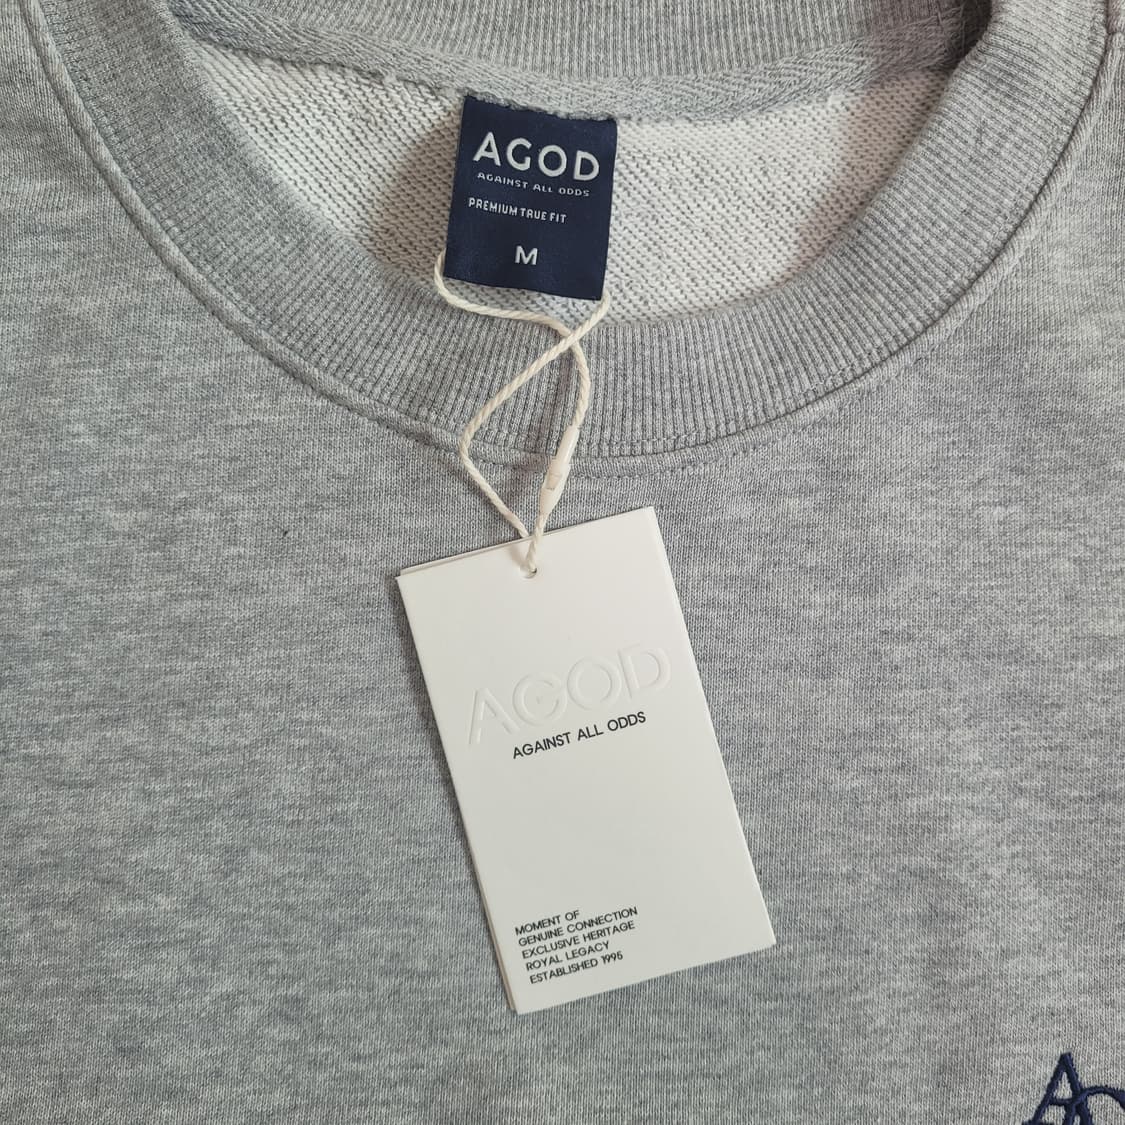 AGOD
AGAINST ALL ODDS
PREMIUM TRUE FIT
M
AGOD
AGAINST ALL ODDS
MOMENT OF
GENUINE CONNECTION
EXCLUSIVE HERITAGE
ROYAL LEGACY
ESTABLISHED 1995